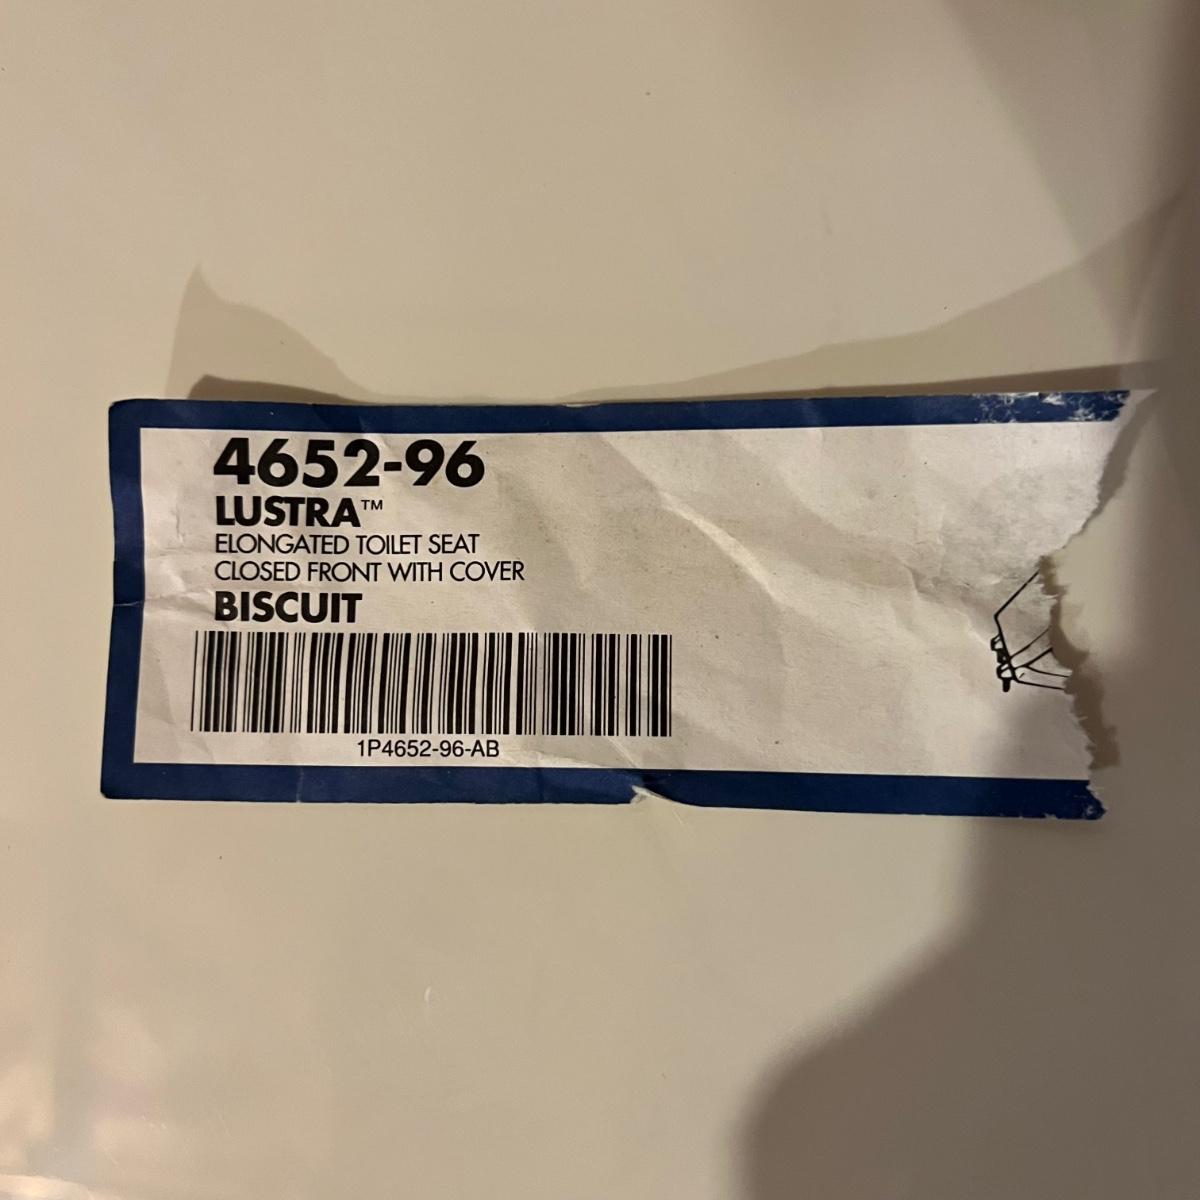 4652-96
LUSTRA™
ELONGATED TOILET SEAT
CLOSED FRONT WITH COVER
BISCUIT
1P4652-96-AB